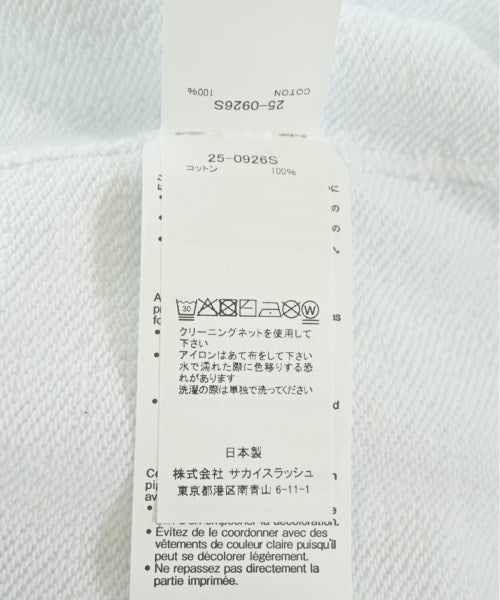 25-0926S
COTON 100%
25-0926S
コットン 100%
30
W
クリーニングネットを使用して
下さい
アイロンはあて布をして下さい
水で濡れた際に色移りする恐
れがあります
洗濯の際は単独で洗ってください
日本製
株式会社 サカイスラッシュ
東京都港区南青山 6-11-1
• Évitez de le coordonner avec des
vêtements de couleur claire puisqu'il
peut se décolorer légèrement.
• Ne repassez pas directement la
partie imprimée.